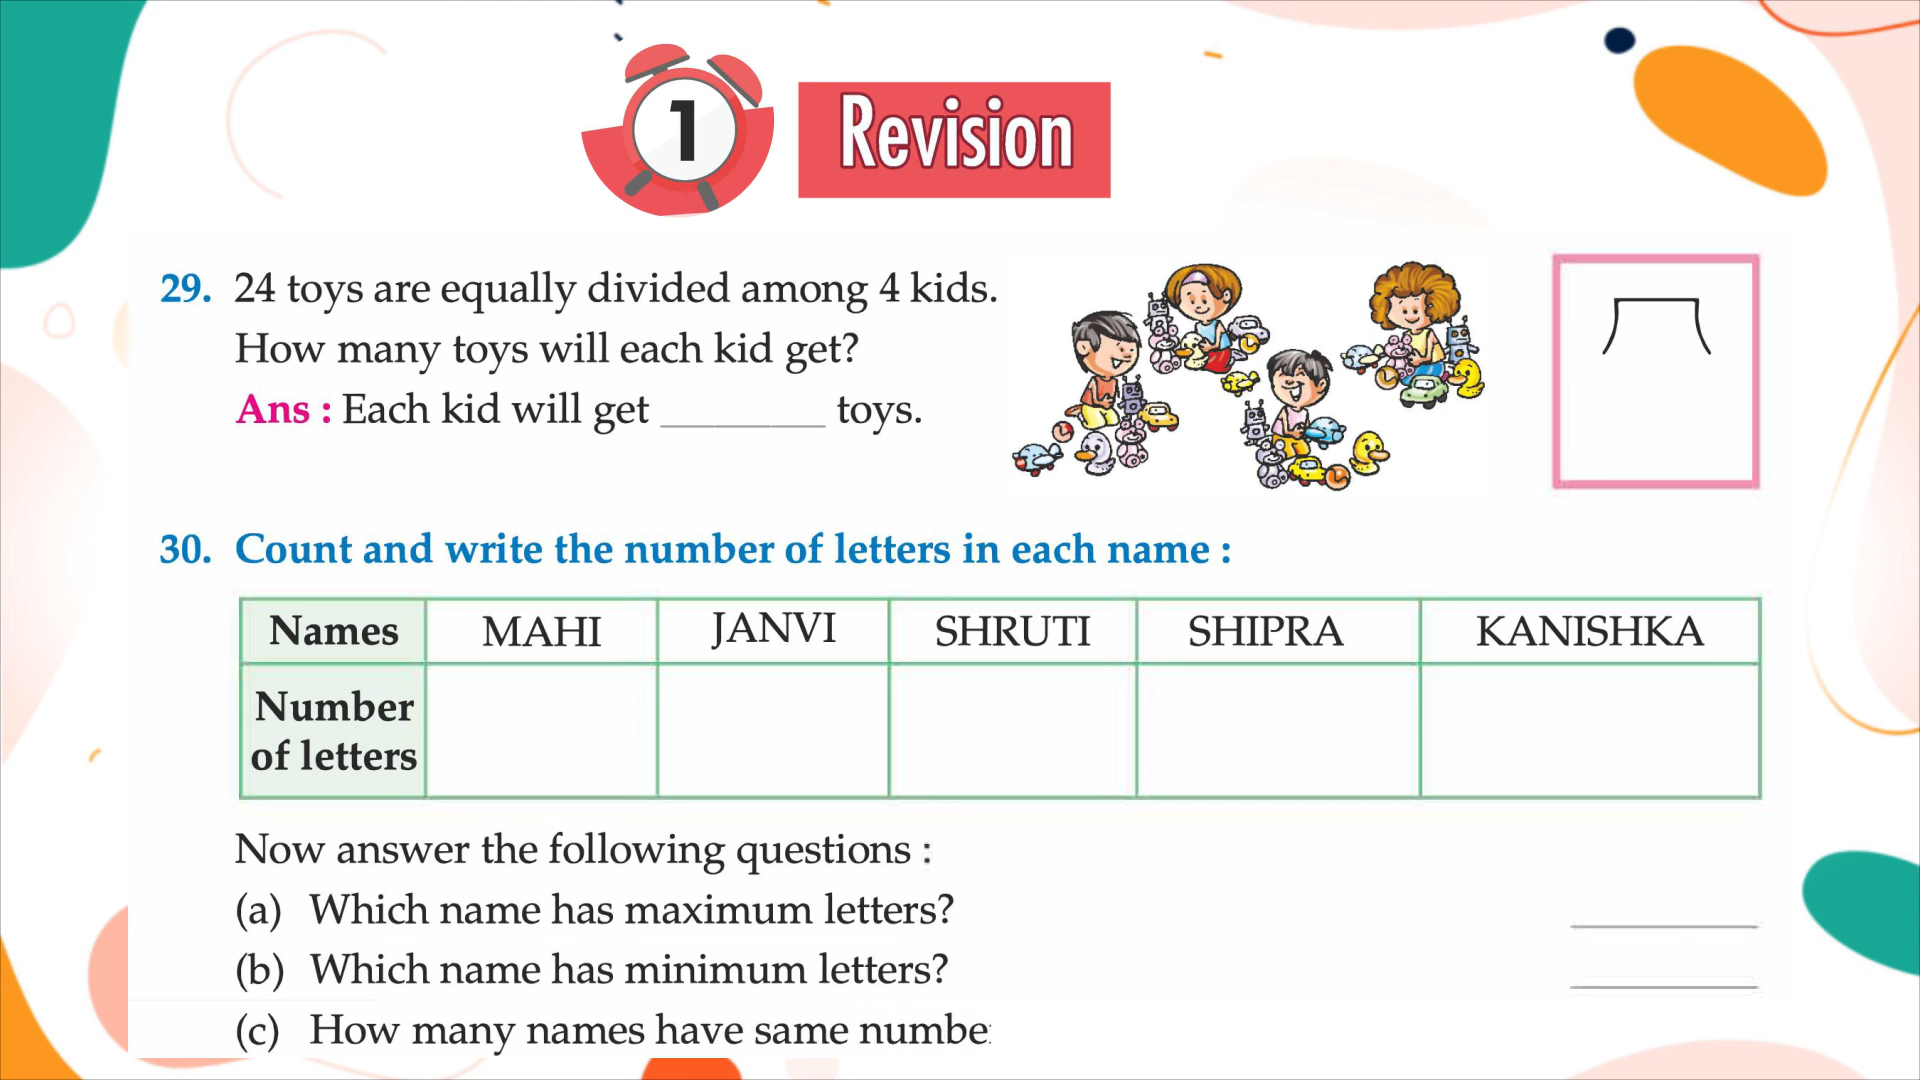 1
Revision
29. 24 toys are equally divided among 4 kids.
How many toys will each kid get?
Ans : Each kid will get ________ toys.
30. Count and write the number of letters in each name :
Names MAHI JANVI SHRUTI SHIPRA KANISHKA
Number
of letters
Now answer the following questions :
(a) Which name has maximum letters? ________
(b) Which name has minimum letters? ________
(c) How many names have same numbe